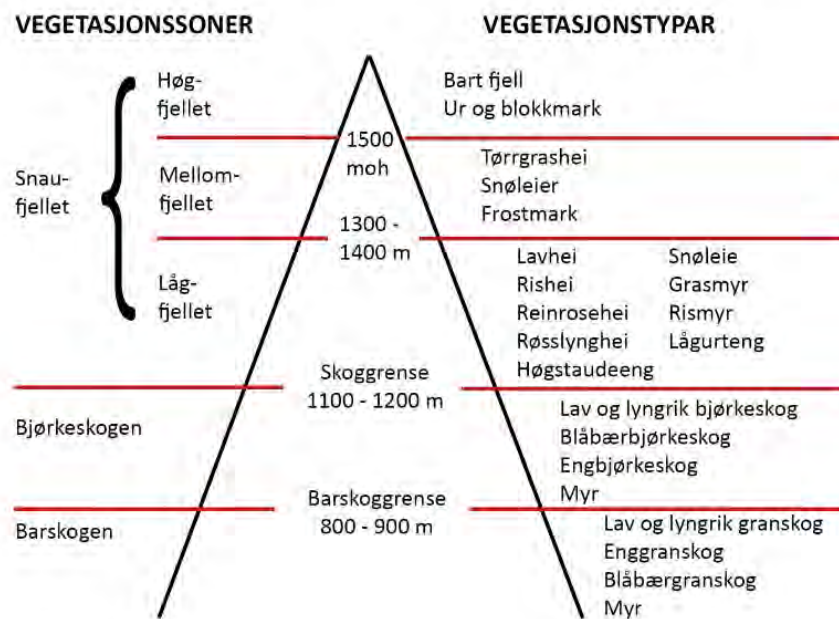 VEGETASJONSSONER
VEGETASJONSTYPAR
Høg-
fjellet
Bart fjell
Ur og blokkmark
1500
moh
Snau-
fjellet
Mellom-
fjellet
Tørrgrashei
Snøleier
Frostmark
1300 -
1400 m
Låg-
fjellet
Lavhei
Rishei
Reinrosehei
Røsslynghei
Høgstaudeeng
Snøleie
Grasmyr
Rismyr
Lågurteng
Skoggrense
1100 - 1200 m
Bjørkeskogen
Lav og lyngrik bjørkeskog
Blåbærbjørkeskog
Engbjørkeskog
Myr
Barskoggrense
800 - 900 m
Barskogen
Lav og lyngrik granskog
Enggranskog
Blåbærgranskog
Myr